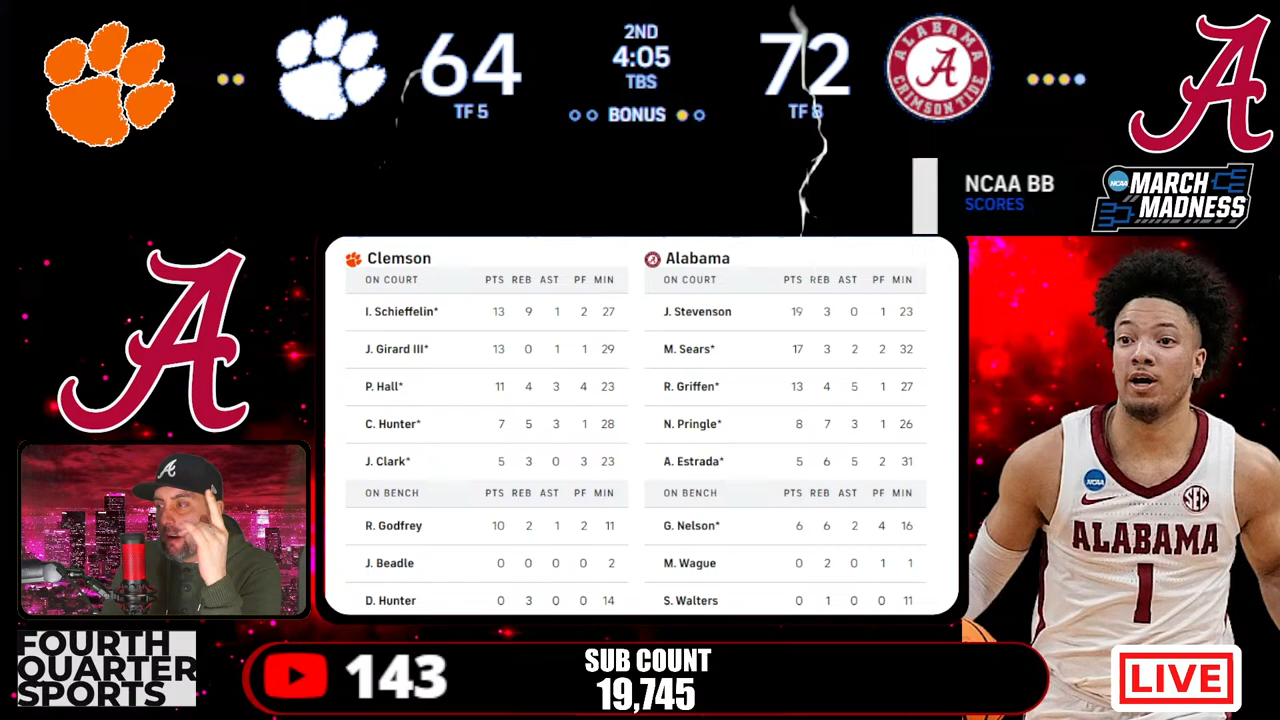 64
2ND
4:05
TBS
72
TF 5
BONUS
TF 8
ALABAMA
A
CRIMSON TIDE
A
NCAA BB
SCORES
NCAA
MARCH
MADNESS
A
Clemson
ON COURT PTS REB AST PF MIN
I. Schieffelin* 13 9 1 2 27
J. Girard III* 13 0 1 1 29
P. Hall* 11 4 3 4 23
C. Hunter* 7 5 3 1 28
J. Clark* 5 3 0 3 23
ON BENCH PTS REB AST PF MIN
R. Godfrey 10 2 1 2 11
J. Beadle 0 0 0 0 2
D. Hunter 0 3 0 0 14
Alabama
ON COURT PTS REB AST PF MIN
J. Stevenson 19 3 0 1 23
M. Sears* 17 3 2 2 32
R. Griffen* 13 4 5 1 27
N. Pringle* 8 7 3 1 26
A. Estrada* 5 6 5 2 31
ON BENCH PTS REB AST PF MIN
G. Nelson* 6 6 2 4 16
M. Wague 0 2 0 1 1
S. Walters 0 1 0 0 11
A
NCAA
SEC
ALABAMA
1
FOURTH
QUARTER
SPORTS
143
SUB COUNT
19,745
LIVE